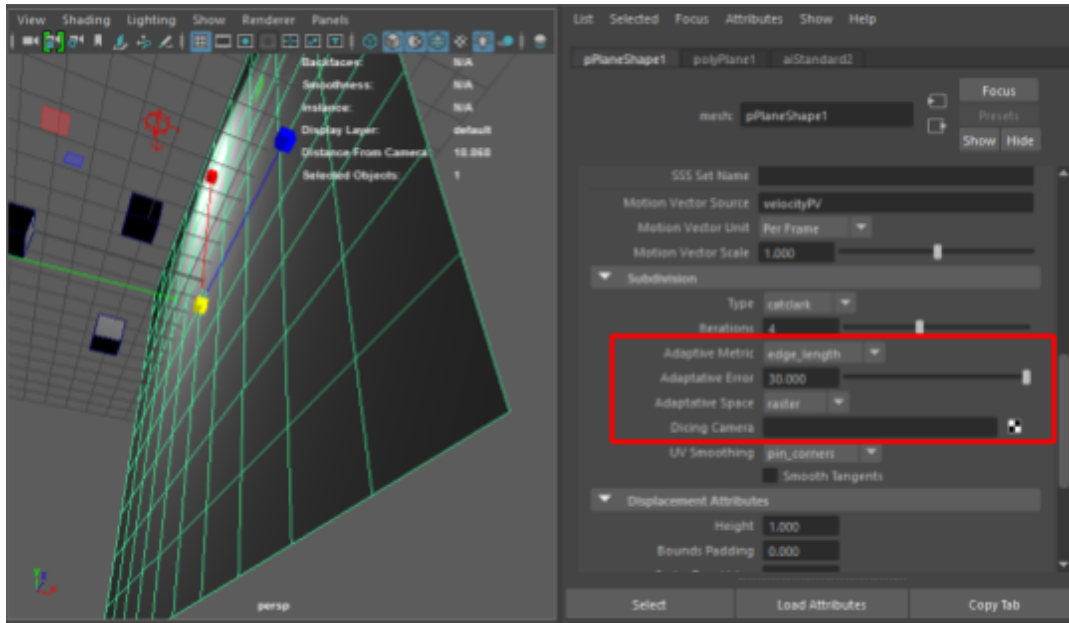 View Shading Lighting Show Renderer Panels
Backfaces: N/A
Smoothness: N/A
Instance: N/A
Display Layer: default
Distance From Camera: 18.868
Selected Objects: 1
persp
List Selected Focus Attributes Show Help
pPlaneShape1 polyPlane1 aiStandard2
mesh: pPlaneShape1
Focus
Presets
Show Hide
SSS Set Name
Motion Vector Source velocityPV
Motion Vector Unit Per Frame
Motion Vector Scale 1.000
Subdivision
Type catclark
Iterations 4
Adaptive Metric edge_length
Adaptative Error 30.000
Adaptative Space raster
Dicing Camera
UV Smoothing pin_corners
Smooth Tangents
Displacement Attributes
Height 1.000
Bounds Padding 0.000
Select Load Attributes Copy Tab